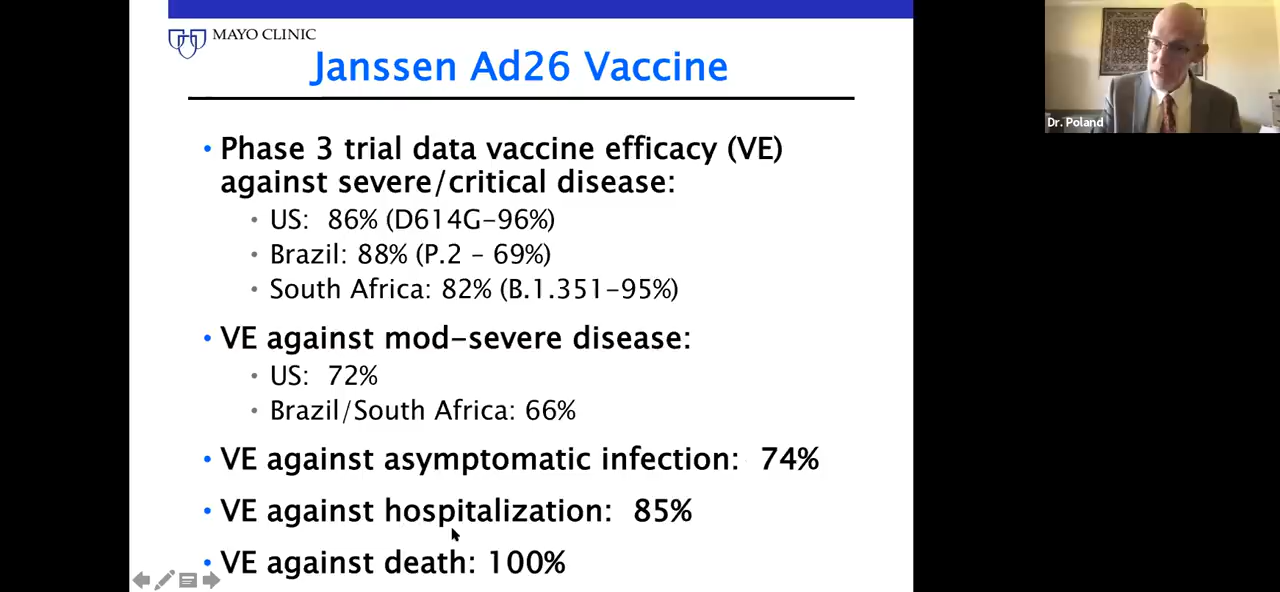 MAYO CLINIC
Janssen Ad26 Vaccine
• Phase 3 trial data vaccine efficacy (VE)
against severe/critical disease:
• US: 86% (D614G–96%)
• Brazil: 88% (P.2 – 69%)
• South Africa: 82% (B.1.351–95%)
• VE against mod–severe disease:
• US: 72%
• Brazil/South Africa: 66%
• VE against asymptomatic infection: 74%
• VE against hospitalization: 85%
• VE against death: 100%
Dr. Poland